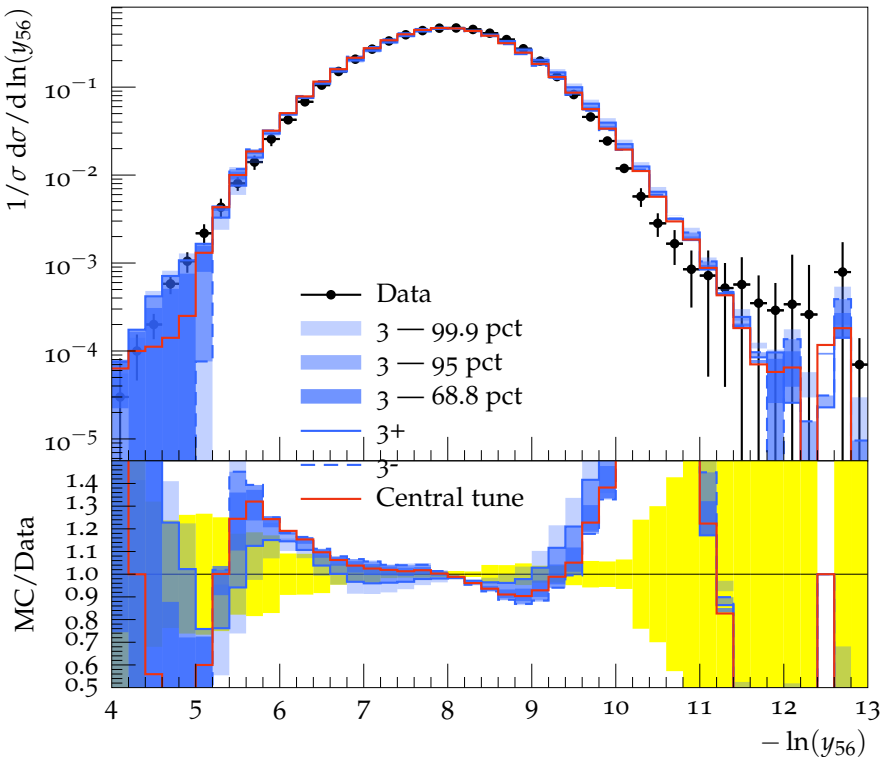 1/σ dσ/d ln(y₅₆)
10⁻¹
10⁻²
10⁻³
10⁻⁴
10⁻⁵
Data
3 — 99.9 pct
3 — 95 pct
3 — 68.8 pct
3+
3-
Central tune
MC/Data
1.4
1.3
1.2
1.1
1.0
0.9
0.8
0.7
0.6
0.5
4 5 6 7 8 9 10 11 12 13
− ln(y₅₆)